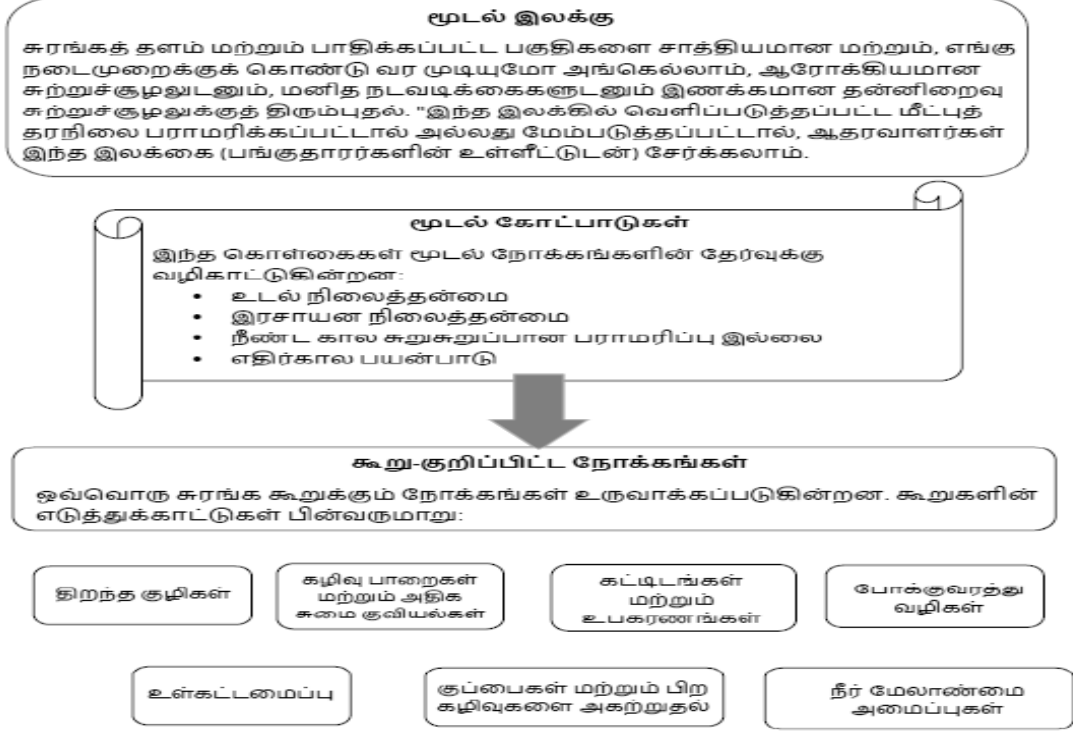 மூடல் இலக்கு
சுரங்கத் தளம் மற்றும் பாதிக்கப்பட்ட பகுதிகளை சாத்தியமான மற்றும், எங்கு
நடைமுறைக்குக் கொண்டு வர முடியுமோ அங்கெல்லாம், ஆரோக்கியமான
சுற்றுச்சூழலுடனும், மனித நடவடிக்கைகளுடனும் இணக்கமான தன்னிறைவு
சுற்றுச்சூழலுக்குத் திரும்புதல். "இந்த இலக்கில் வெளிப்படுத்தப்பட்ட மீட்புத்
தரநிலை பராமரிக்கப்பட்டால் அல்லது மேம்படுத்தப்பட்டால், ஆதரவாளர்கள்
இந்த இலக்கை (பங்குதாரர்களின் உள்ளீட்டுடன்) சேர்க்கலாம்.
மூடல் கோட்பாடுகள்
இந்த கொள்கைகள் மூடல் நோக்கங்களின் தேர்வுக்கு
வழிகாட்டுகின்றன:
• உடல் நிலைத்தன்மை
• இரசாயன நிலைத்தன்மை
• நீண்ட கால சுறுசுறுப்பான பராமரிப்பு இல்லை
• எதிர்கால பயன்பாடு
கூறு-குறிப்பிட்ட நோக்கங்கள்
ஒவ்வொரு சுரங்க கூறுக்கும் நோக்கங்கள் உருவாக்கப்படுகின்றன. கூறுகளின்
எடுத்துக்காட்டுகள் பின்வருமாறு:
திறந்த குழிகள்
கழிவு பாறைகள்
மற்றும் அதிக
சுமை குவியல்கள்
கட்டிடங்கள்
மற்றும்
உபகரணங்கள்
போக்குவரத்து
வழிகள்
உள்கட்டமைப்பு
குப்பைகள் மற்றும் பிற
கழிவுகளை அகற்றுதல்
நீர் மேலாண்மை
அமைப்புகள்